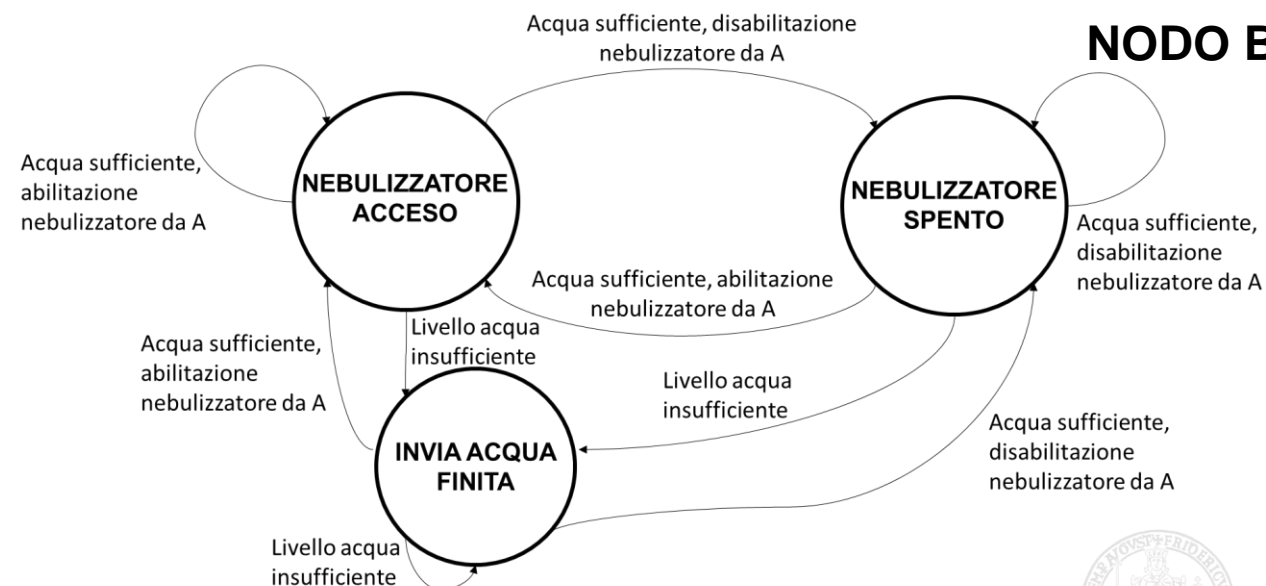 Acqua sufficiente, disabilitazione
nebulizzatore da A
NODO B
Acqua sufficiente,
abilitazione
nebulizzatore da A
NEBULIZZATORE
ACCESO
NEBULIZZATORE
SPENTO
Acqua sufficiente,
disabilitazione
nebulizzatore da A
Acqua sufficiente, abilitazione
nebulizzatore da A
Acqua sufficiente,
abilitazione
nebulizzatore da A
Livello acqua
insufficiente
Livello acqua
insufficiente
INVIA ACQUA
FINITA
Acqua sufficiente,
disabilitazione
nebulizzatore da A
Livello acqua
insufficiente